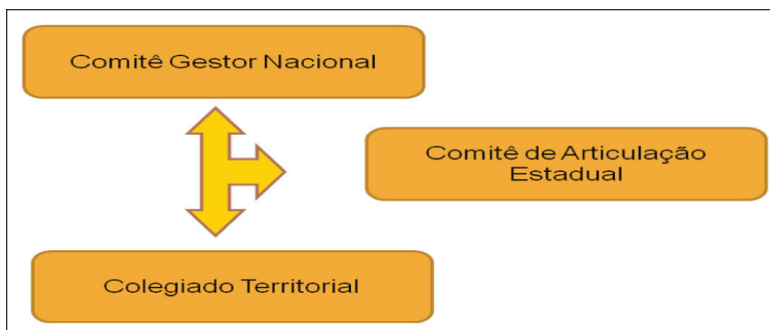 Comitê Gestor Nacional
Comitê de Articulação
Estadual
Colegiado Territorial